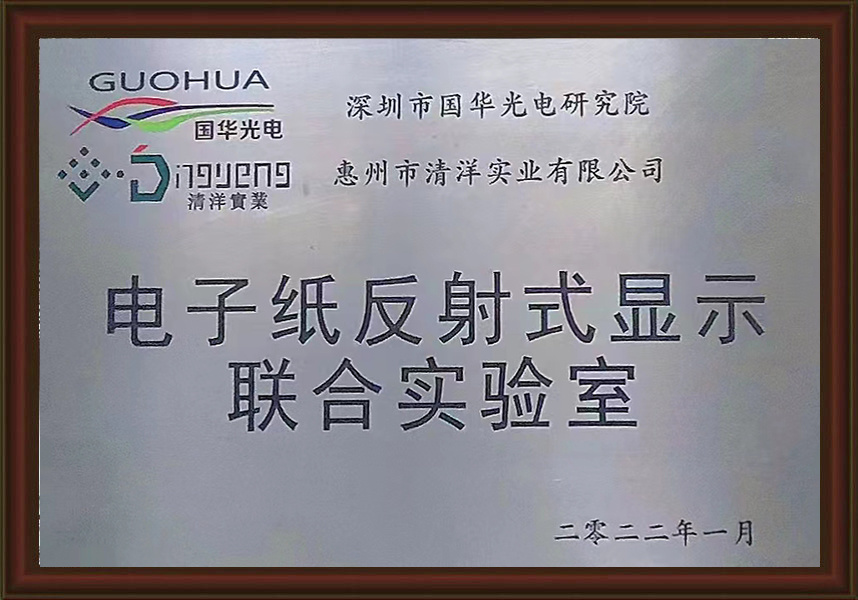 GUOHUA
国华光电
深圳市国华光电研究院
Dingyeng
清洋實業
惠州市清洋实业有限公司
电子纸反射式显示
联合实验室
二零二二年一月